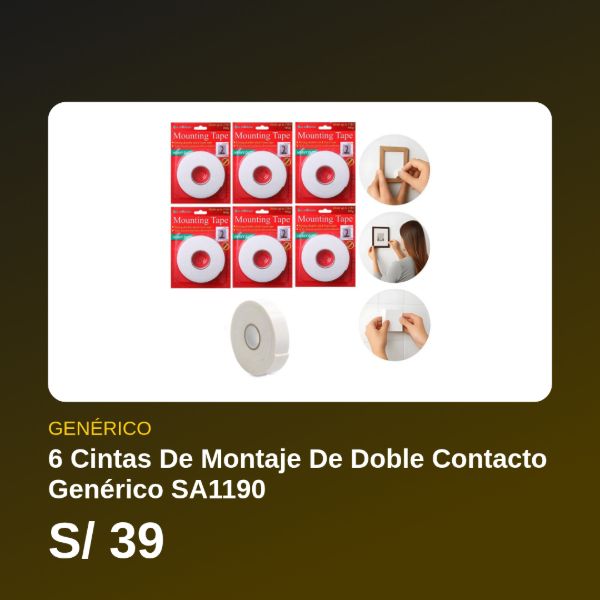 Mounting Tape Mounting Tape Mounting Tape
Mounting Tape Mounting Tape Mounting Tape
GENÉRICO
6 Cintas De Montaje De Doble Contacto
Genérico SA1190
S/ 39